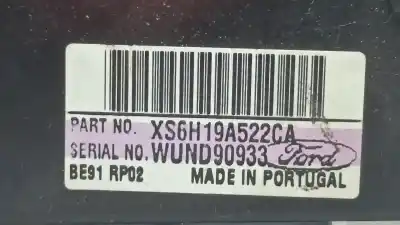 PART NO. XS6H19A522CA
SERIAL NO. WUND90933 Ford
BE91 RP02 MADE IN PORTUGAL